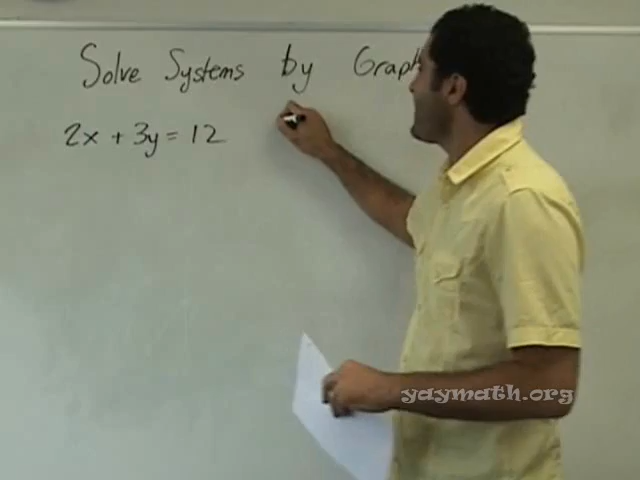 Solve Systems by Graph
2x + 3y = 12
yaymath.org